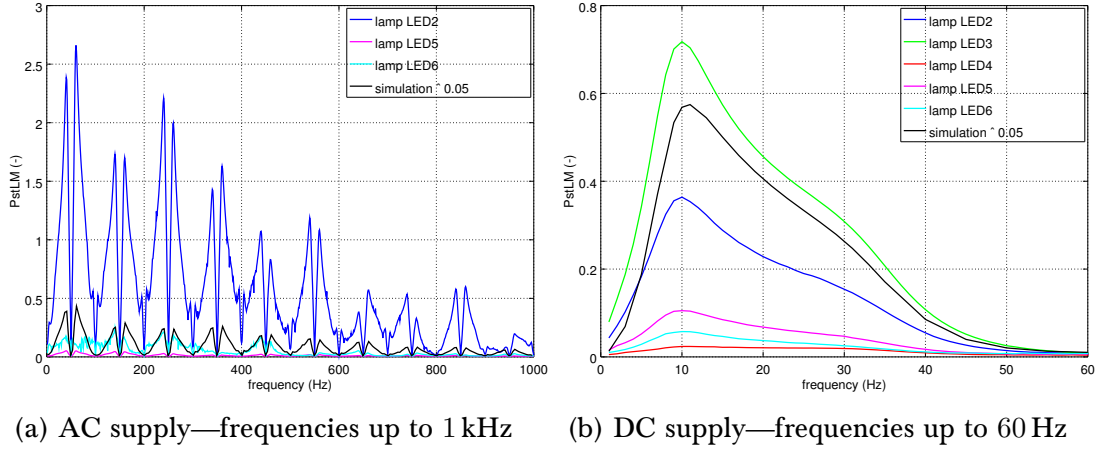 3
2.5
2
1.5
1
0.5
0
PstLM (-)
0
200
400
600
800
1000
frequency (Hz)
lamp LED2
lamp LED5
lamp LED6
simulation ^ 0.05
(a) AC supply—frequencies up to 1 kHz
0.8
0.6
0.4
0.2
0
PstLM (-)
0
10
20
30
40
50
60
frequency (Hz)
lamp LED2
lamp LED3
lamp LED4
lamp LED5
lamp LED6
simulation ^ 0.05
(b) DC supply—frequencies up to 60 Hz